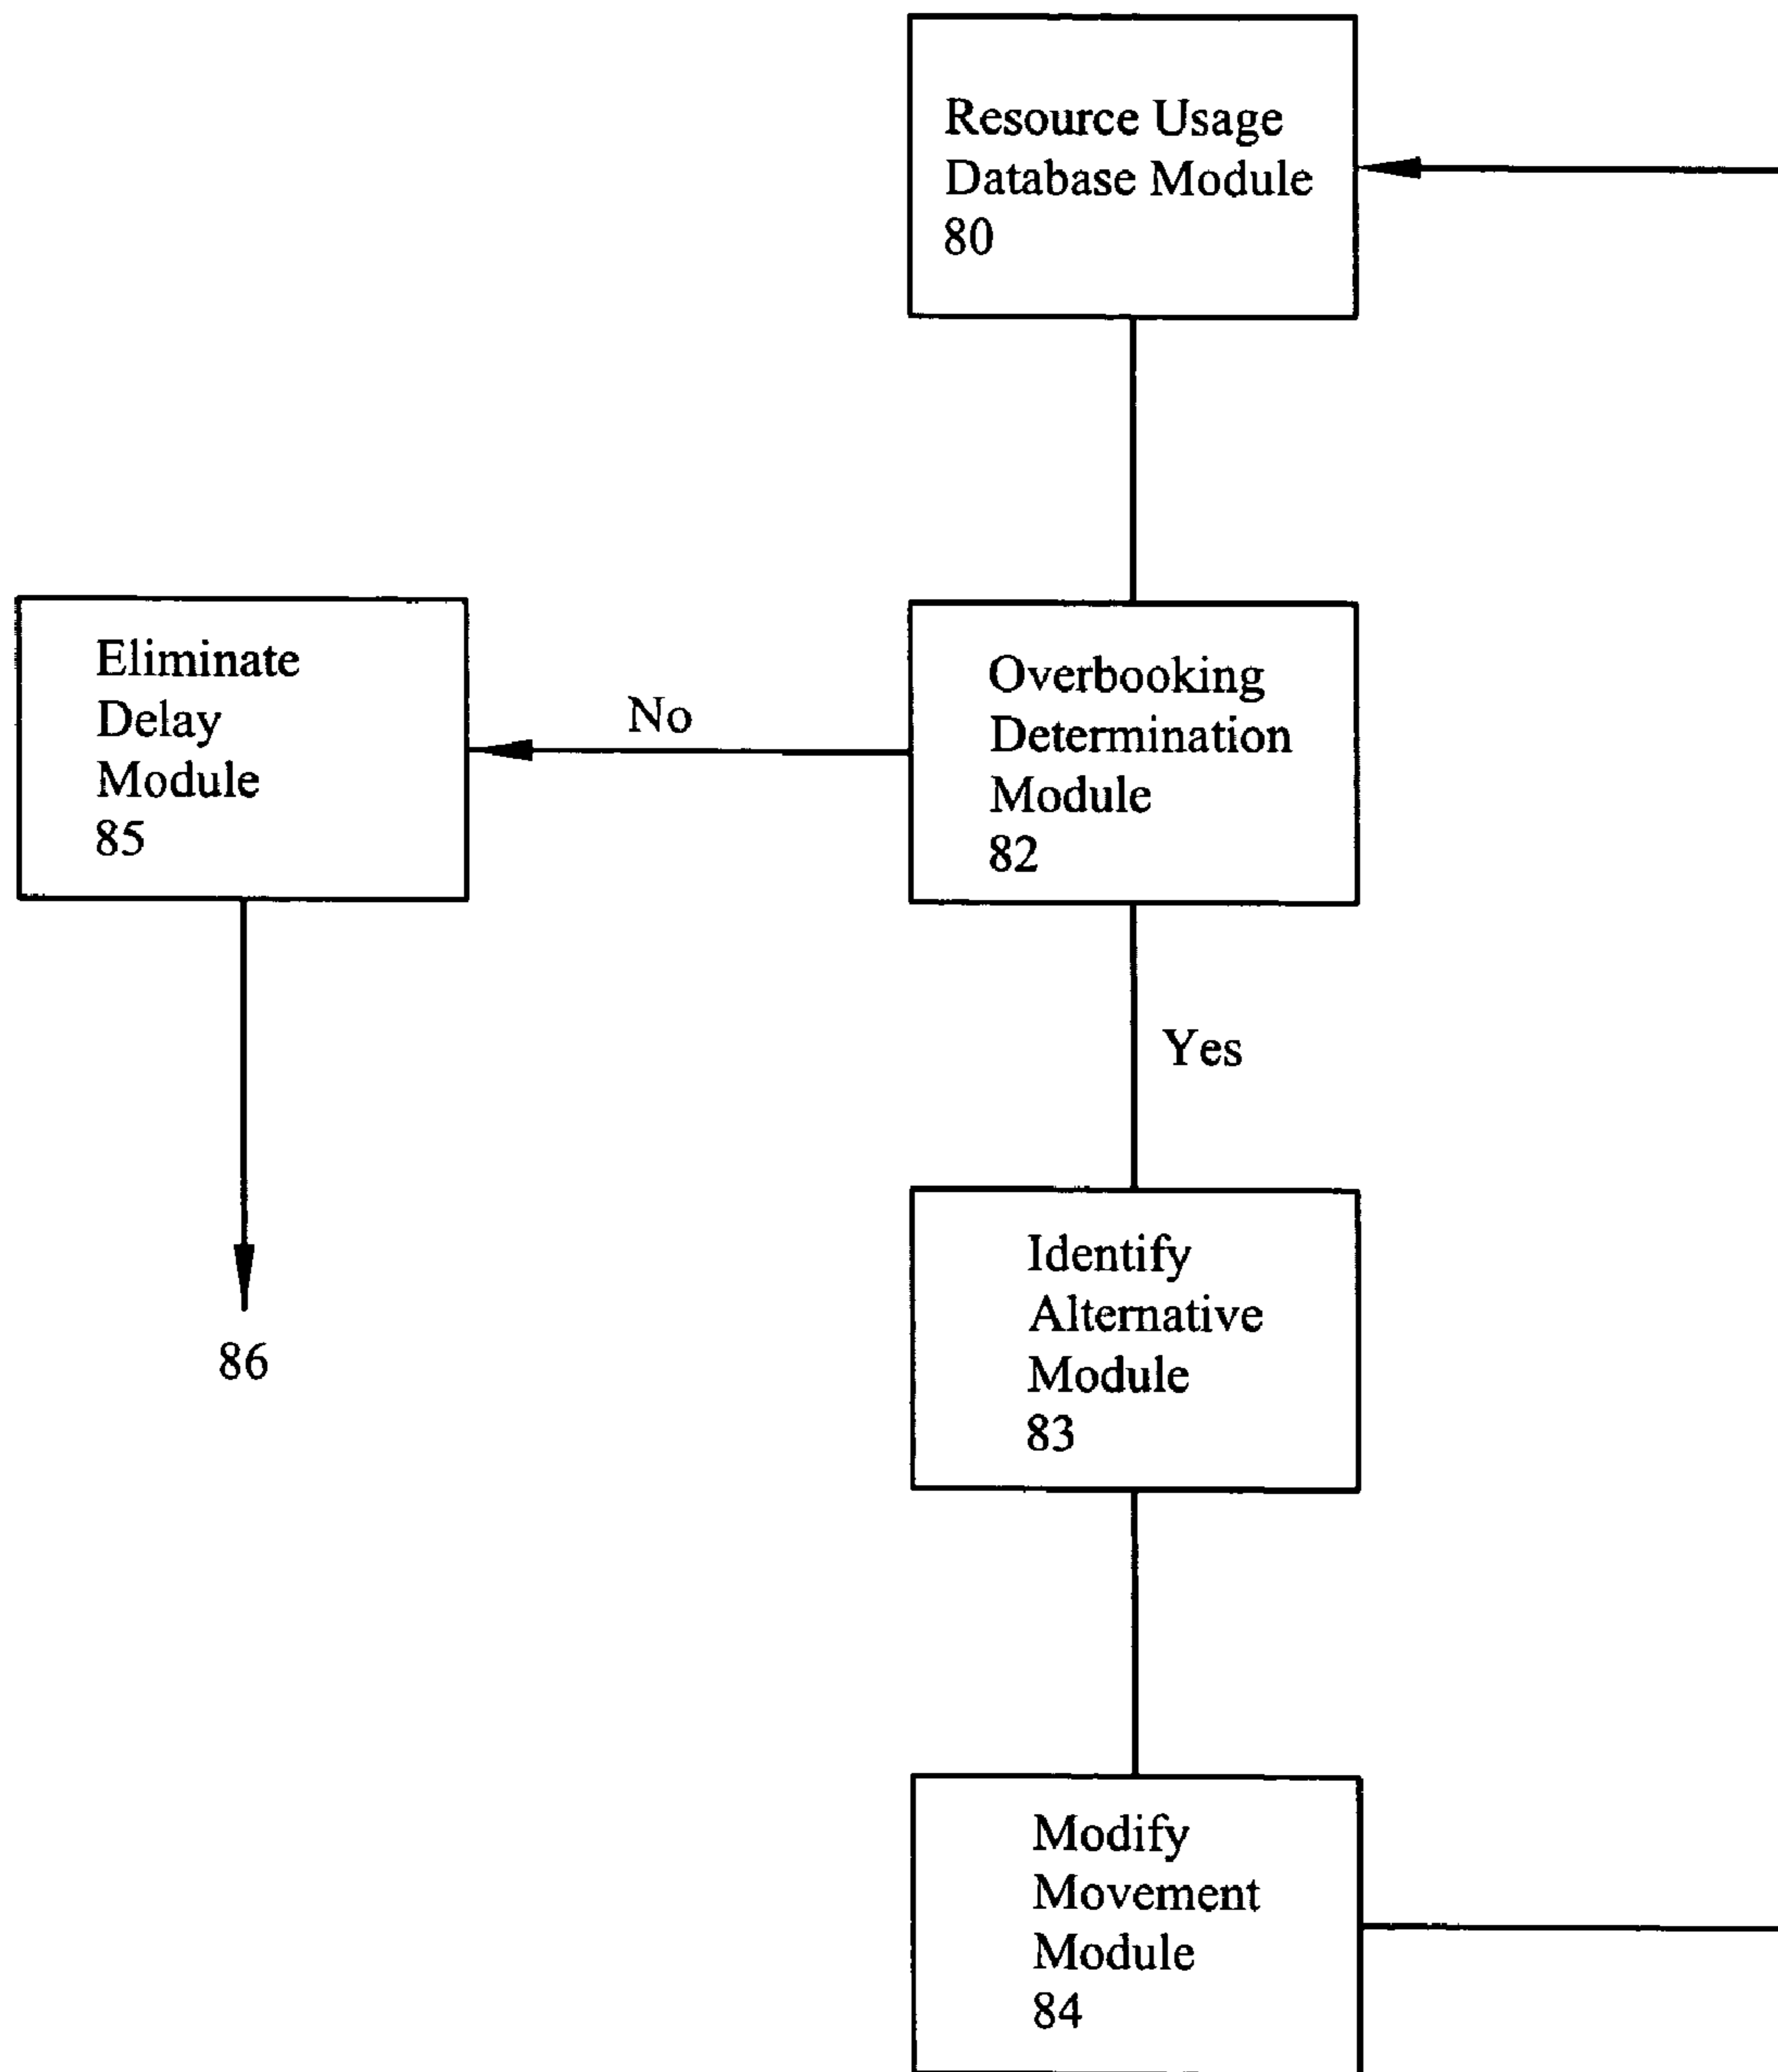 Resource Usage
Database Module
80
Eliminate
Delay
Module
85
No
Overbooking
Determination
Module
82
Yes
Identify
Alternative
Module
83
86
Modify
Movement
Module
84